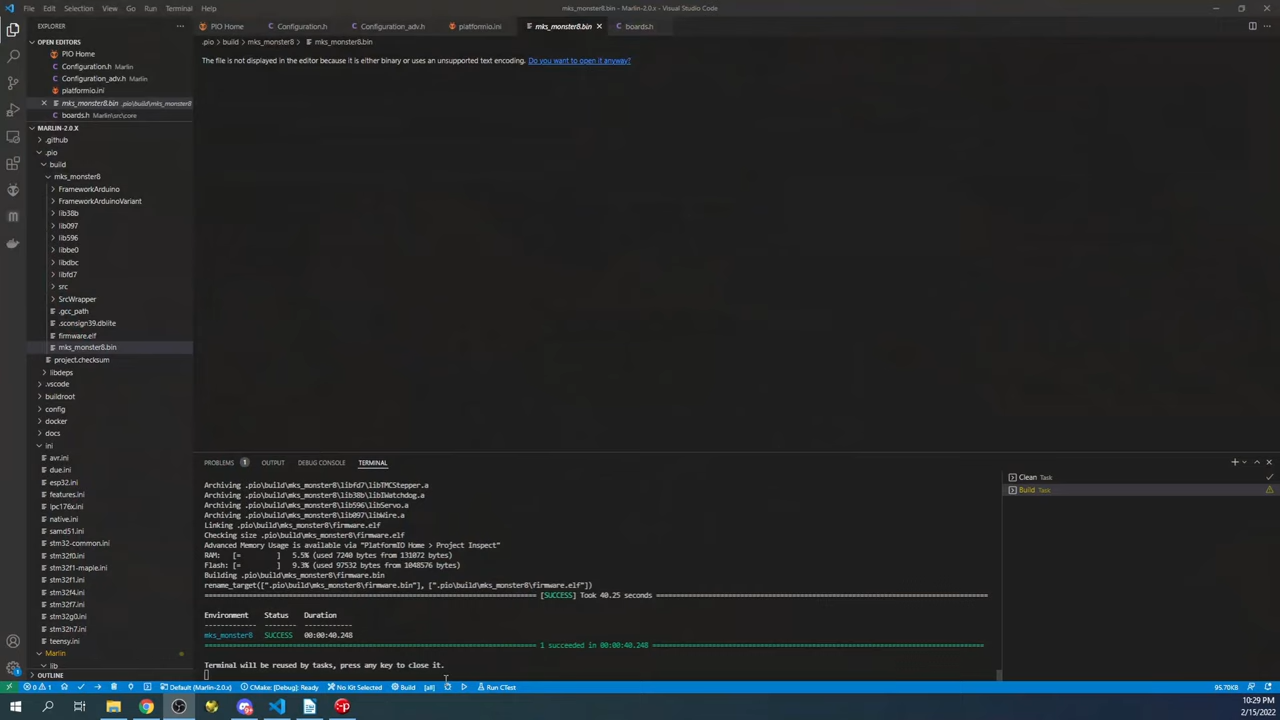 File Edit Selection View Go Run Terminal Help
mks_monster8.bin - Marlin-2.0.x - Visual Studio Code
EXPLORER
PIO Home
Configuration.h
Configuration_adv.h
platformio.ini
mks_monster8.bin
boards.h
OPEN EDITORS
PIO Home
Configuration.h Marlin
Configuration_adv.h Marlin
platformio.ini
mks_monster8.bin .pio\build\mks_monster8
boards.h Marlin\src\core
MARLIN-2.0.X
.github
.pio
build
mks_monster8
FrameworkArduino
FrameworkArduinoVariant
lib38b
lib097
lib596
libbe0
libdbc
libfd7
src
SrcWrapper
.gcc_path
.sconsign39.dblite
firmware.elf
mks_monster8.bin
project.checksum
libdeps
.vscode
buildroot
config
docker
docs
ini
avr.ini
due.ini
esp32.ini
features.ini
lpc176x.ini
native.ini
samd51.ini
stm32-common.ini
stm32f0.ini
stm32f1-maple.ini
stm32f1.ini
stm32f4.ini
stm32f7.ini
stm32g0.ini
stm32h7.ini
teensy.ini
Marlin
lib
OUTLINE
.pio > build > mks_monster8 > mks_monster8.bin
The file is not displayed in the editor because it is either binary or uses an unsupported text encoding. Do you want to open it anyway?
PROBLEMS 1 OUTPUT DEBUG CONSOLE TERMINAL
Archiving .pio\build\mks_monster8\libfd7\libTMCStepper.a
Archiving .pio\build\mks_monster8\lib38b\libIWatchdog.a
Archiving .pio\build\mks_monster8\lib596\libServo.a
Archiving .pio\build\mks_monster8\lib097\libWire.a
Linking .pio\build\mks_monster8\firmware.elf
Checking size .pio\build\mks_monster8\firmware.elf
Advanced Memory Usage is available via "PlatformIO Home > Project Inspect"
RAM: [= ] 5.5% (used 7240 bytes from 131072 bytes)
Flash: [= ] 9.3% (used 97532 bytes from 1048576 bytes)
Building .pio\build\mks_monster8\firmware.bin
rename_target([".pio\build\mks_monster8\firmware.bin"], [".pio\build\mks_monster8\firmware.elf"])
[SUCCESS] Took 40.25 seconds
Environment Status Duration
mks_monster8 SUCCESS 00:00:40.248
1 succeeded in 00:00:40.248
Terminal will be reused by tasks, press any key to close it.
Clean Task
Build Task
0 1 Default (Marlin-2.0.x) CMake: [Debug]: Ready No Kit Selected Build [all] Run CTest
95.70KB
10:29 PM
2/15/2022